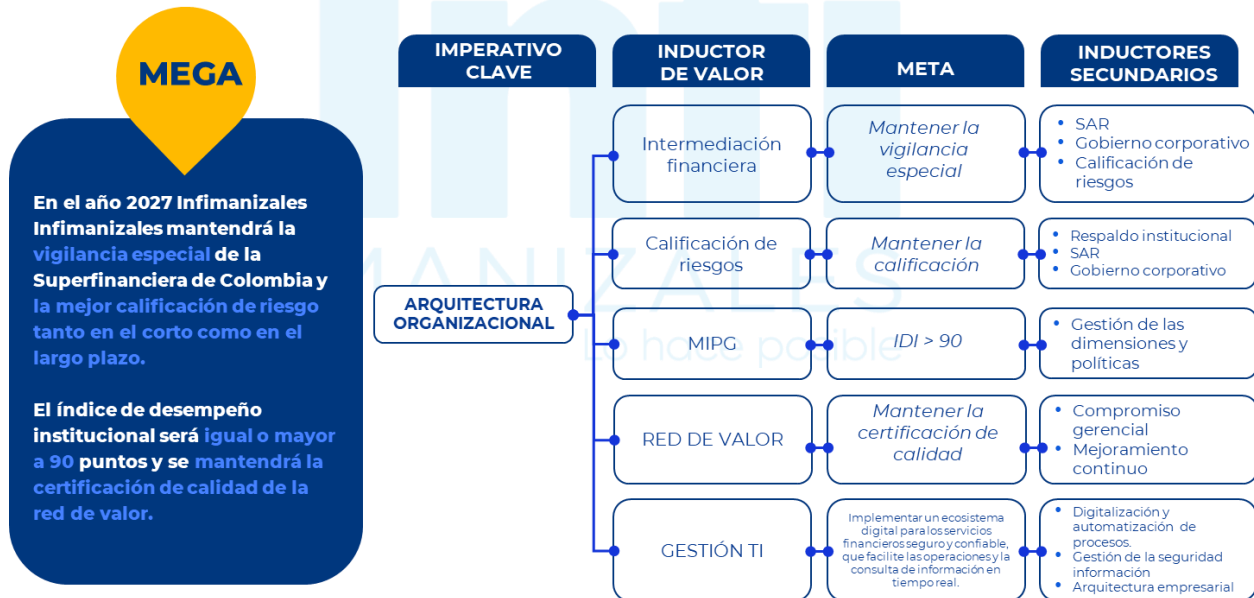 MEGA
En el año 2027 Infimanizales
Infimanizales mantendrá la
vigilancia especial de la
Superfinanciera de Colombia y
la mejor calificación de riesgo
tanto en el corto como en el
largo plazo.
El índice de desempeño
institucional será igual o mayor
a 90 puntos y se mantendrá la
certificación de calidad de la
red de valor.
IMPERATIVO
CLAVE
INDUCTOR
DE VALOR
META
INDUCTORES
SECUNDARIOS
ARQUITECTURA
ORGANIZACIONAL
Intermediación
financiera
Mantener la
vigilancia
especial
• SAR
• Gobierno corporativo
• Calificación de
riesgos
Calificación de
riesgos
Mantener la
calificación
• Respaldo institucional
• SAR
• Gobierno corporativo
MIPG
IDI > 90
• Gestión de las
dimensiones y
políticas
RED DE VALOR
Mantener la
certificación de
calidad
• Compromiso
gerencial
• Mejoramiento
continuo
GESTIÓN TI
Implementar un ecosistema
digital para los servicios
financieros seguro y confiable,
que facilite las operaciones y la
consulta de información en
tiempo real.
• Digitalización y
automatización de
procesos.
• Gestión de la seguridad
información
• Arquitectura empresarial
Infi
MANIZALES
Lo hace posible